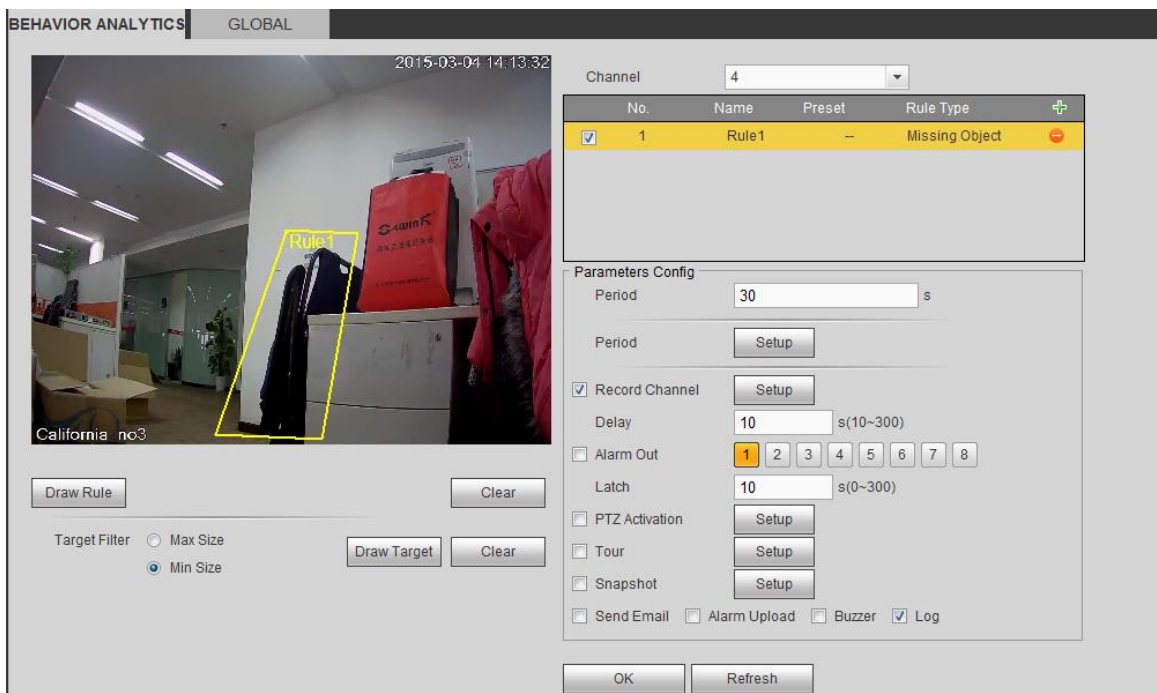 BEHAVIOR ANALYTICS
GLOBAL
2015-03-04 14:13:32
Rule1
California no3
Draw Rule
Clear
Target Filter
Max Size
Min Size
Draw Target
Clear
Channel
4
No. Name Preset Rule Type
1 Rule1 -- Missing Object
Parameters Config
Period 30 s
Period Setup
Record Channel Setup
Delay 10 s(10~300)
Alarm Out 1 2 3 4 5 6 7 8
Latch 10 s(0~300)
PTZ Activation Setup
Tour Setup
Snapshot Setup
Send Email Alarm Upload Buzzer Log
OK Refresh